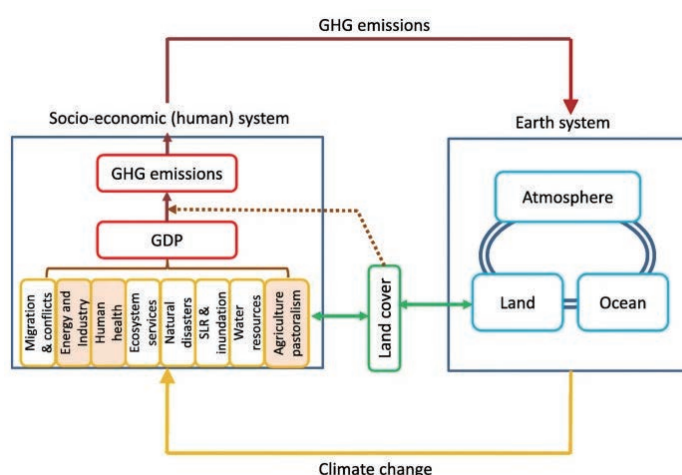 GHG emissions
Socio-economic (human) system
Earth system
GHG emissions
GDP
Migration
& conflicts
Energy and
Industry
Human
health
Ecosystem
services
Natural
disasters
SLR &
inundation
Water
resources
Agriculture
pastoralism
Land cover
Atmosphere
Land
Ocean
Climate change